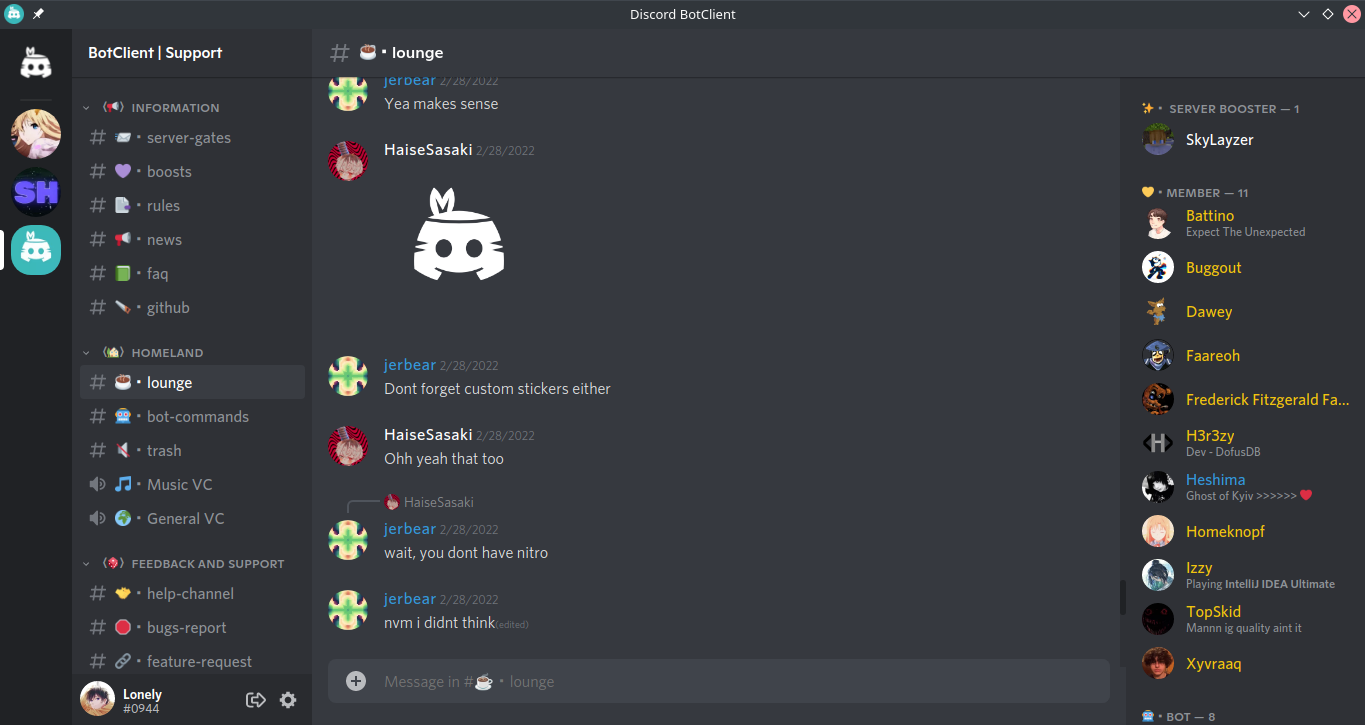 Discord BotClient
BotClient | Support
INFORMATION
server-gates
boosts
rules
news
faq
github
HOMELAND
lounge
bot-commands
trash
Music VC
General VC
FEEDBACK AND SUPPORT
help-channel
bugs-report
feature-request
Lonely
#0944
SH
# • lounge
jerbear 2/28/2022
Yea makes sense
HaiseSasaki 2/28/2022
jerbear 2/28/2022
Dont forget custom stickers either
HaiseSasaki 2/28/2022
Ohh yeah that too
HaiseSasaki
jerbear 2/28/2022
wait, you dont have nitro
jerbear 2/28/2022
nvm i didnt think(edited)
Message in #☕ • lounge
SERVER BOOSTER — 1
SkyLayzer
MEMBER — 11
Battino
Expect The Unexpected
Buggout
Dawey
Faareoh
Frederick Fitzgerald Fa...
H3r3zy
Dev - DofusDB
Heshima
Ghost of Kyiv >>>>>> ❤
Homeknopf
Izzy
Playing IntelliJ IDEA Ultimate
TopSkid
Mannn ig quality aint it
Xyvraaq
BOT — 8